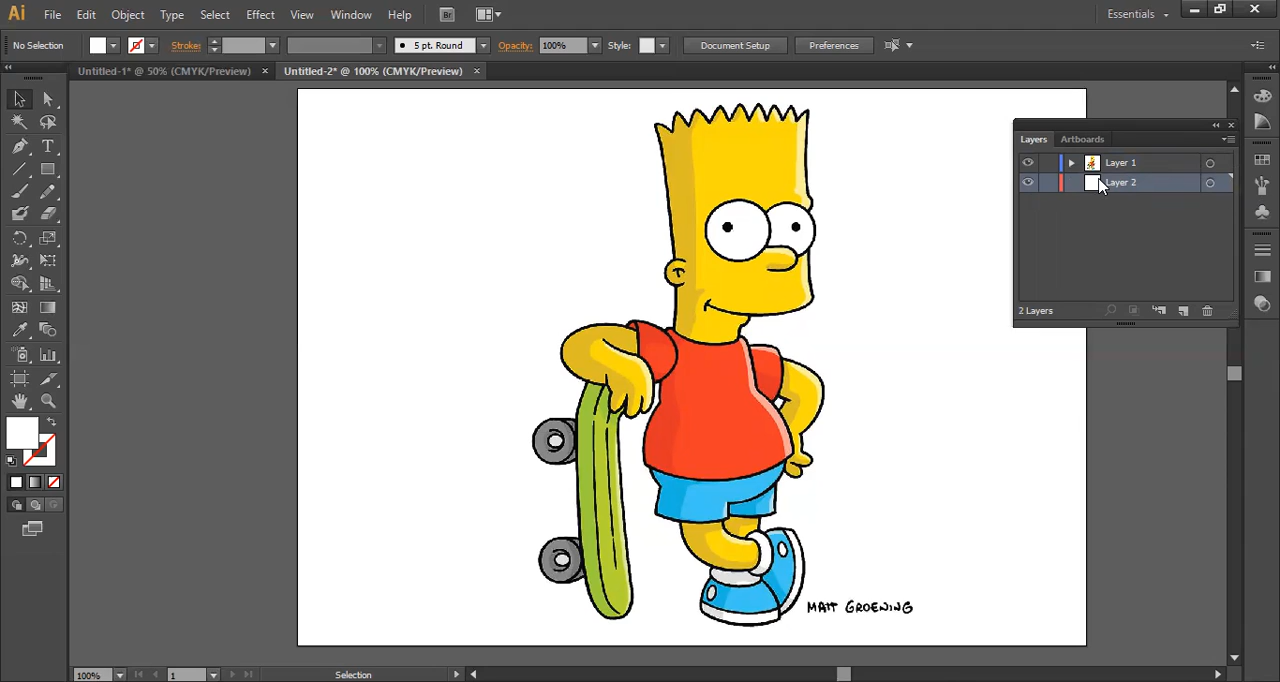 Ai File Edit Object Type Select Effect View Window Help Br Essentials
No Selection Stroke: 5 pt. Round Opacity: 100% Style: Document Setup Preferences
Untitled-1* @ 50% (CMYK/Preview) × Untitled-2* @ 100% (CMYK/Preview) ×
Layers Artboards
Layer 1
Layer 2
2 Layers
MATT GROENING
100% 1 Selection